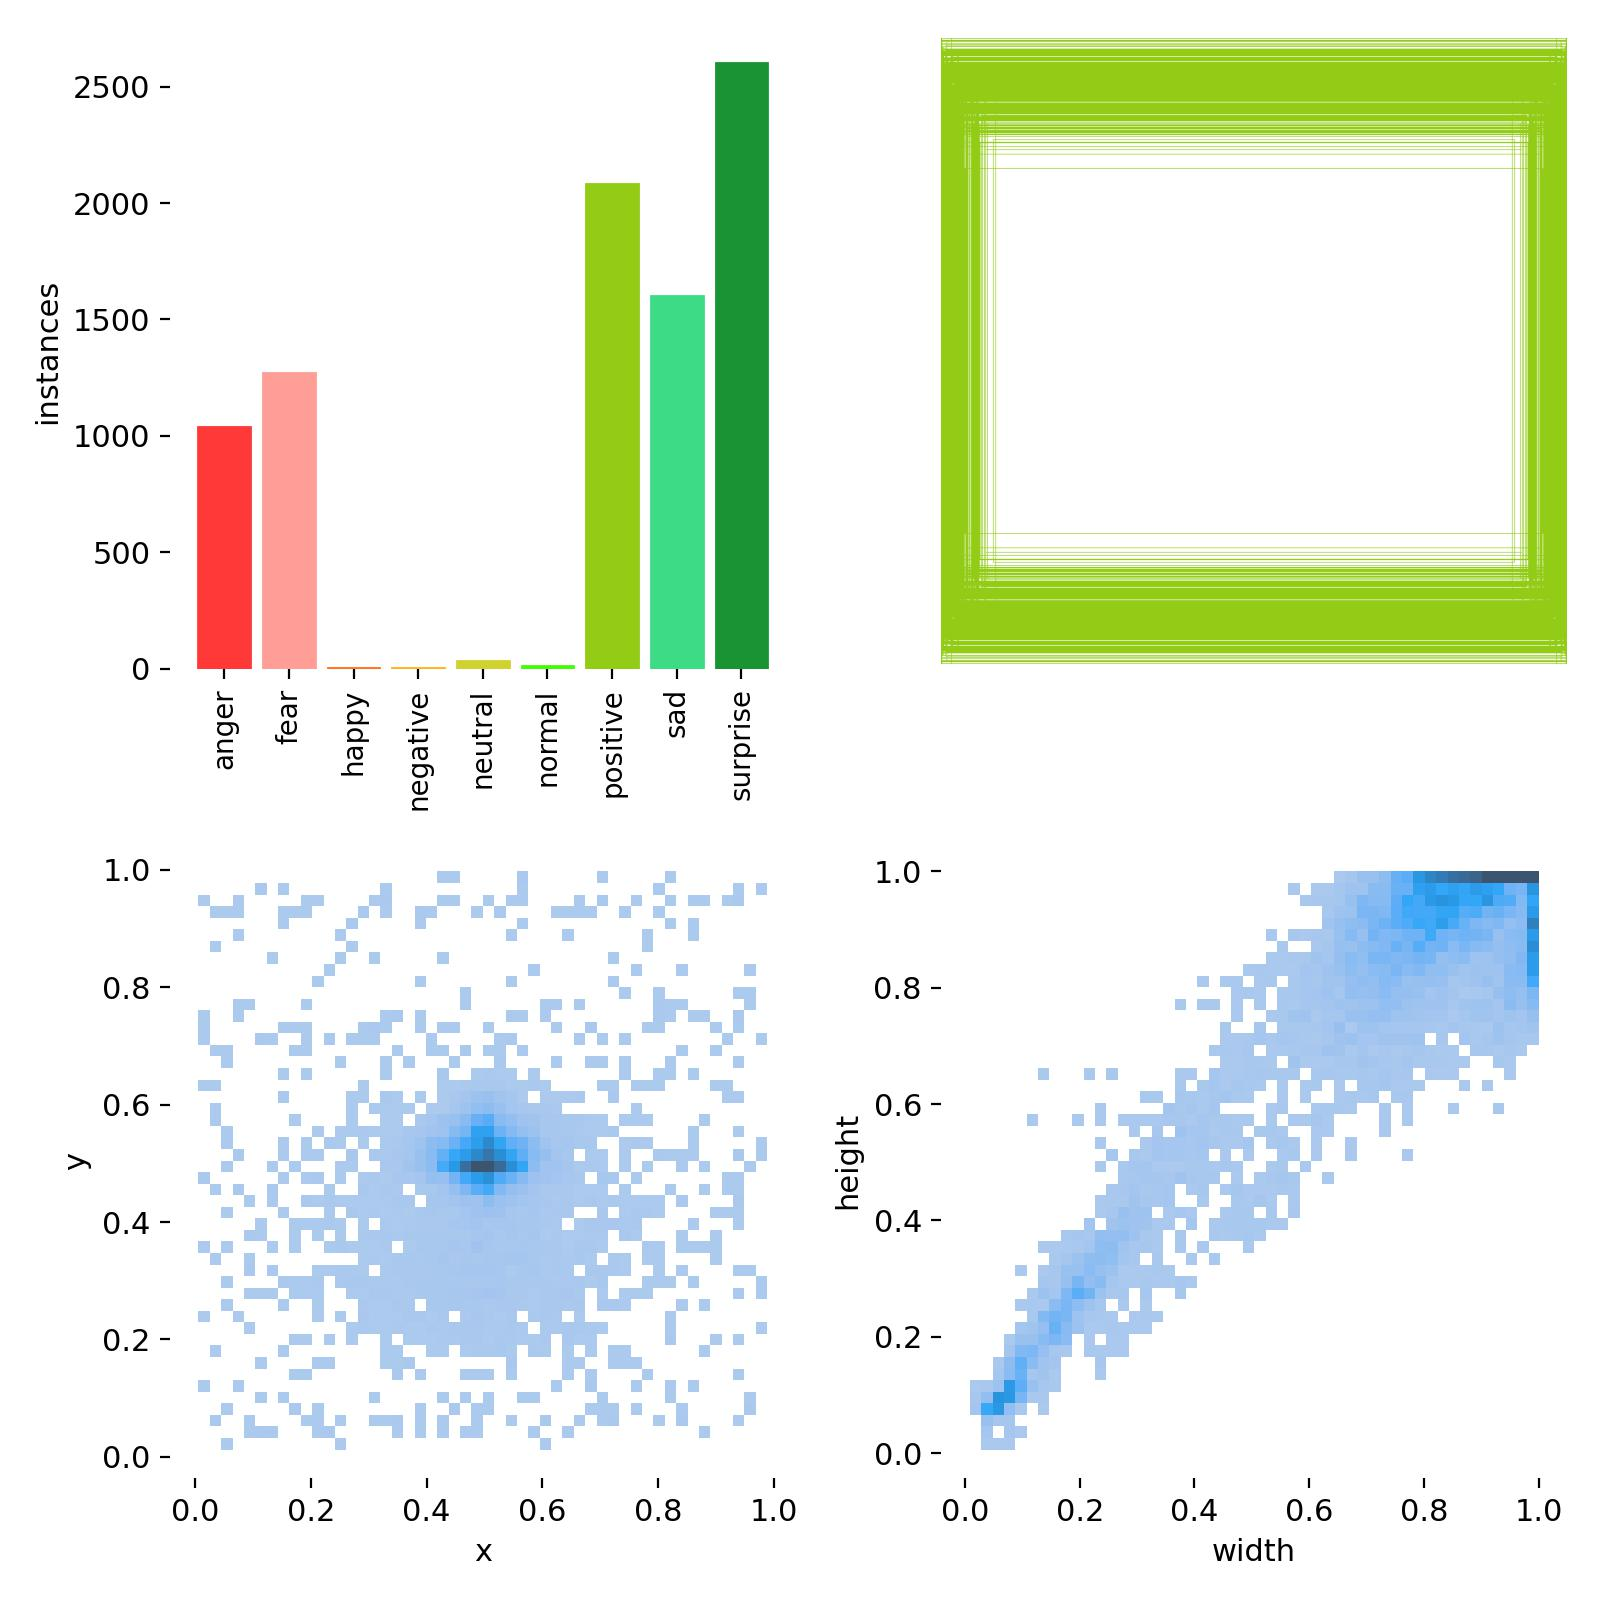 instances
2500
2000
1500
1000
500
0
anger
fear
happy
negative
neutral
normal
positive
sad
surprise
y
1.0
0.8
0.6
0.4
0.2
0.0
0.0 0.2 0.4 0.6 0.8 1.0
x
height
1.0
0.8
0.6
0.4
0.2
0.0
0.0 0.2 0.4 0.6 0.8 1.0
width